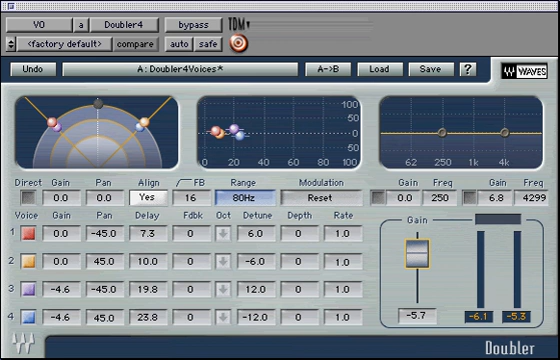 VO a Doubler4 bypass TDM
<factory default> compare auto safe
Undo A: Doubler4Voices* A->B Load Save ? WAVES
100
50
0
-50
-100
0 20 40 60 80 100
62 250 1k 4k
Direct Gain Pan Align FB Range Modulation Gain Freq Gain Freq
0.0 0.0 Yes 16 80Hz Reset 0.0 250 6.8 4299
Voice Gain Pan Delay Fdbk Oct Detune Depth Rate Gain
1 0.0 -45.0 7.3 0 6.0 0 1.0
2 0.0 45.0 10.0 0 -6.0 0 1.0
3 -4.6 -45.0 19.8 0 12.0 0 1.0
4 -4.6 45.0 23.8 0 -12.0 0 1.0
-5.7 -6.1 -5.3
Doubler